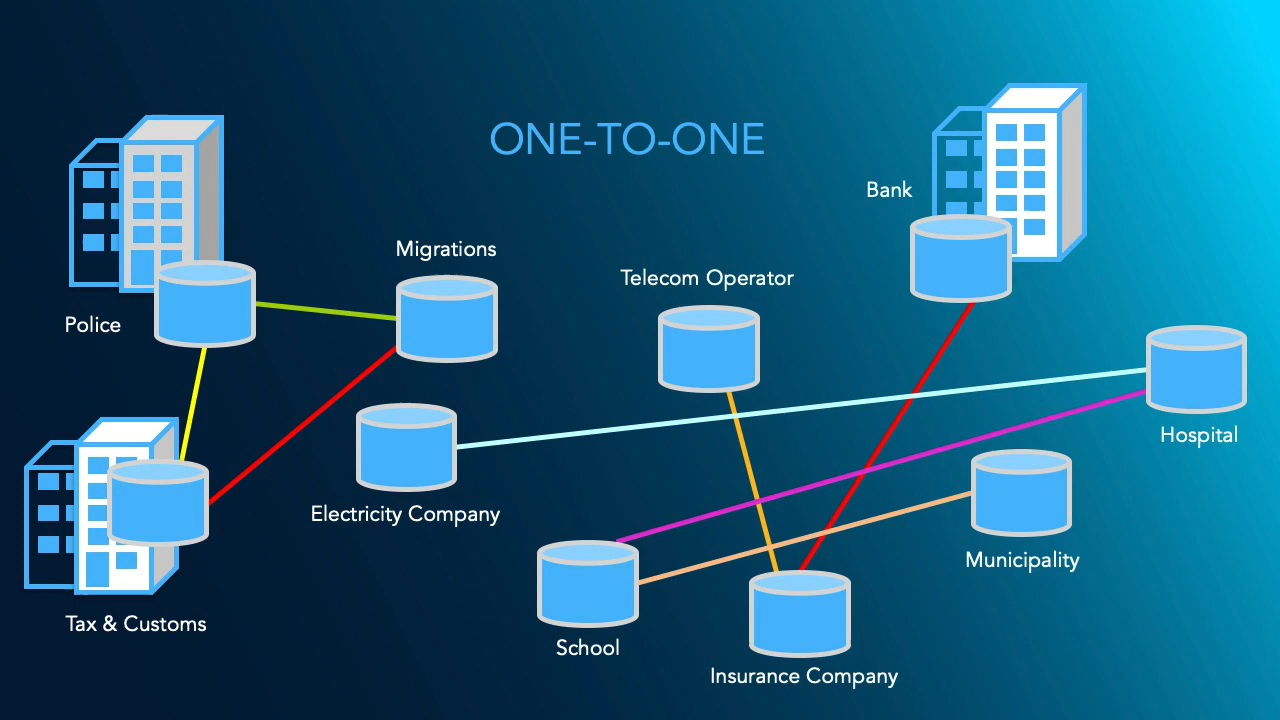 ONE-TO-ONE
Bank
Migrations
Telecom Operator
Police
Hospital
Electricity Company
Municipality
Tax & Customs
School
Insurance Company